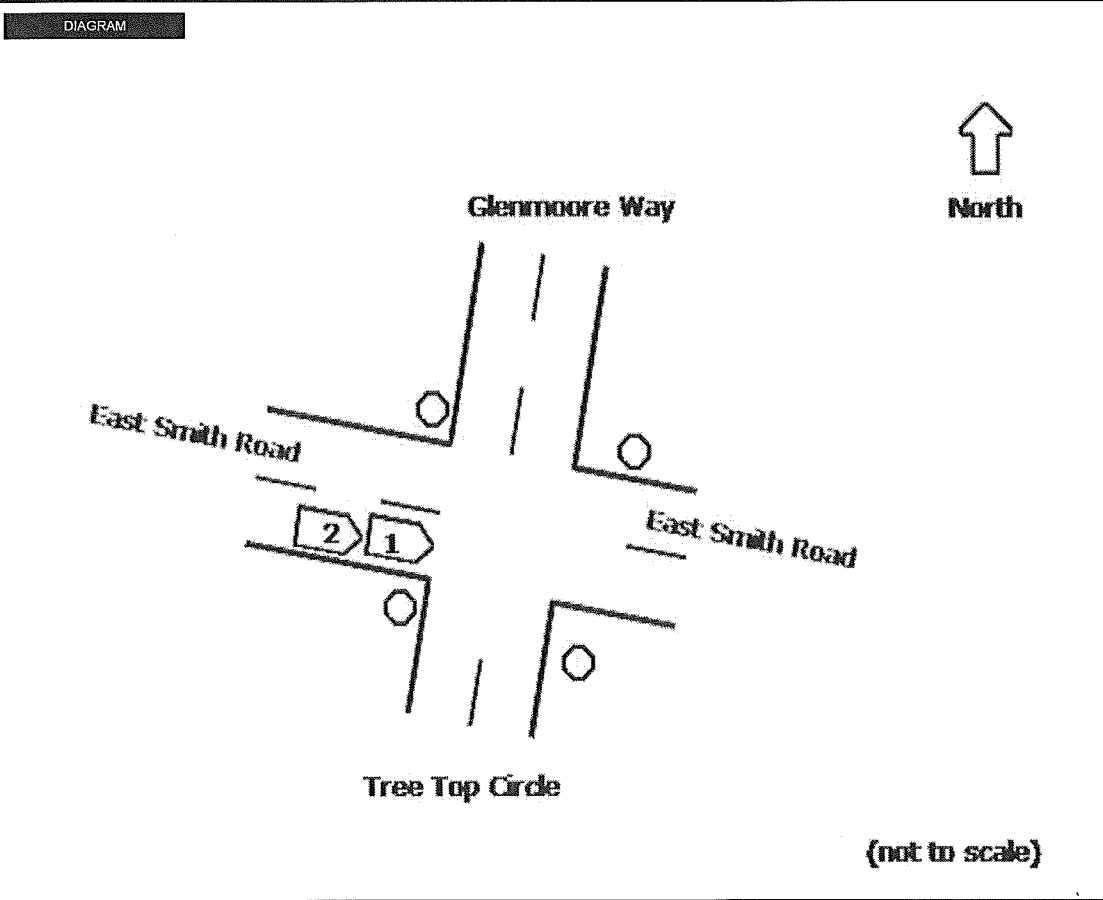 DIAGRAM
North
Glenmoore Way
East Smith Road
2
1
East Smith Road
Tree Top Circle
(not to scale)